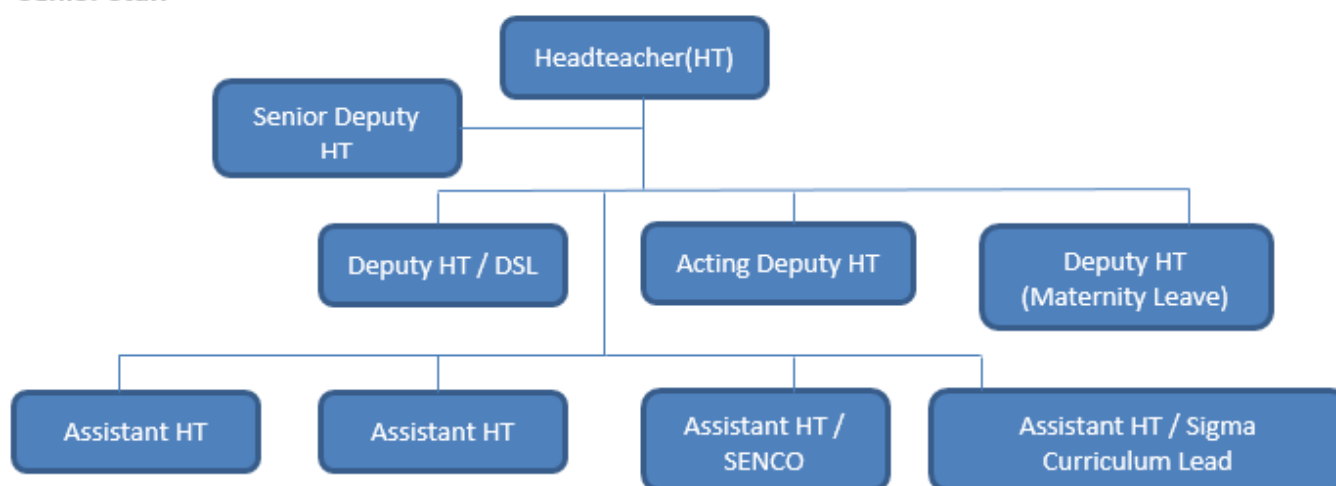 Headteacher(HT)
Senior Deputy
HT
Deputy HT / DSL
Acting Deputy HT
Deputy HT
(Maternity Leave)
Assistant HT
Assistant HT
Assistant HT /
SENCO
Assistant HT / Sigma
Curriculum Lead